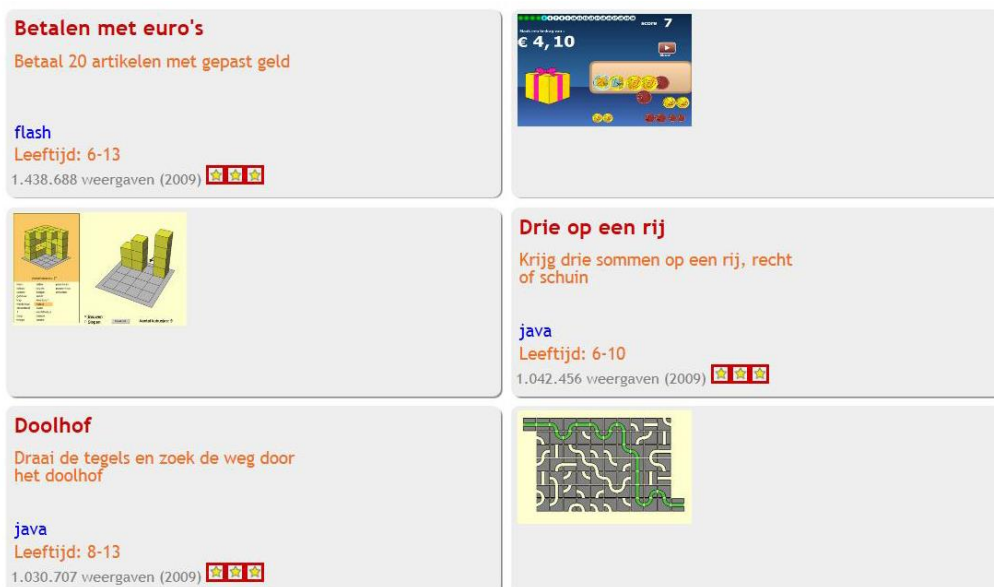 Betalen met euro's
Betaal 20 artikelen met gepast geld
flash
Leeftijd: 6-13
1.438.688 weergaven (2009)
score 7
€ 4,10
Drie op een rij
Krijg drie sommen op een rij, recht
of schuin
java
Leeftijd: 6-10
1.042.456 weergaven (2009)
Doolhof
Draai de tegels en zoek de weg door
het doolhof
java
Leeftijd: 8-13
1.030.707 weergaven (2009)